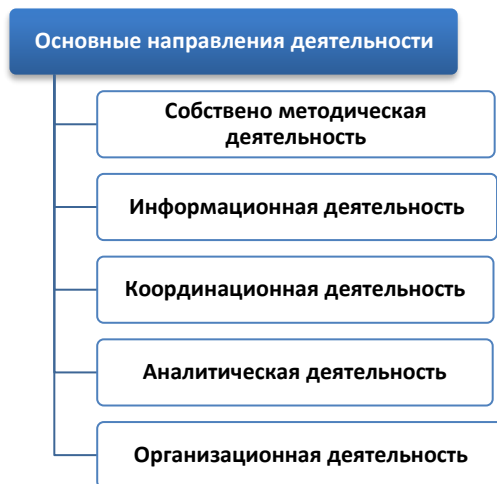 Основные направления деятельности
Собствено методическая
деятельность
Информационная деятельность
Координационная деятельность
Аналитическая деятельность
Организационная деятельность